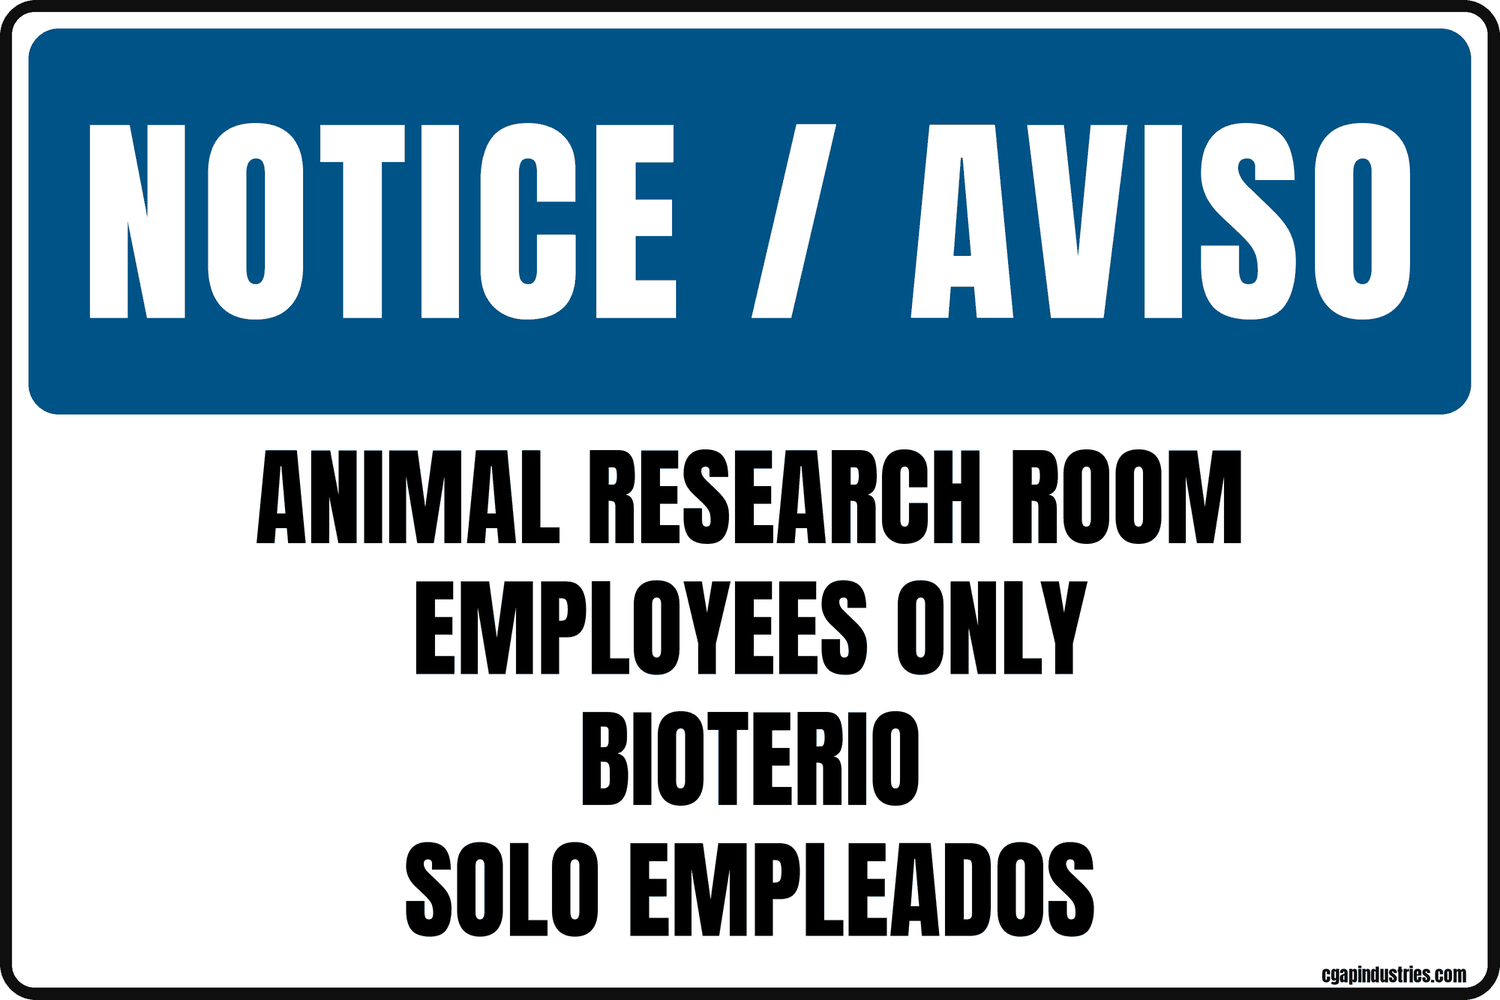 NOTICE / AVISO
ANIMAL RESEARCH ROOM
EMPLOYEES ONLY
BIOTERIO
SOLO EMPLEADOS
cgapindustries.com